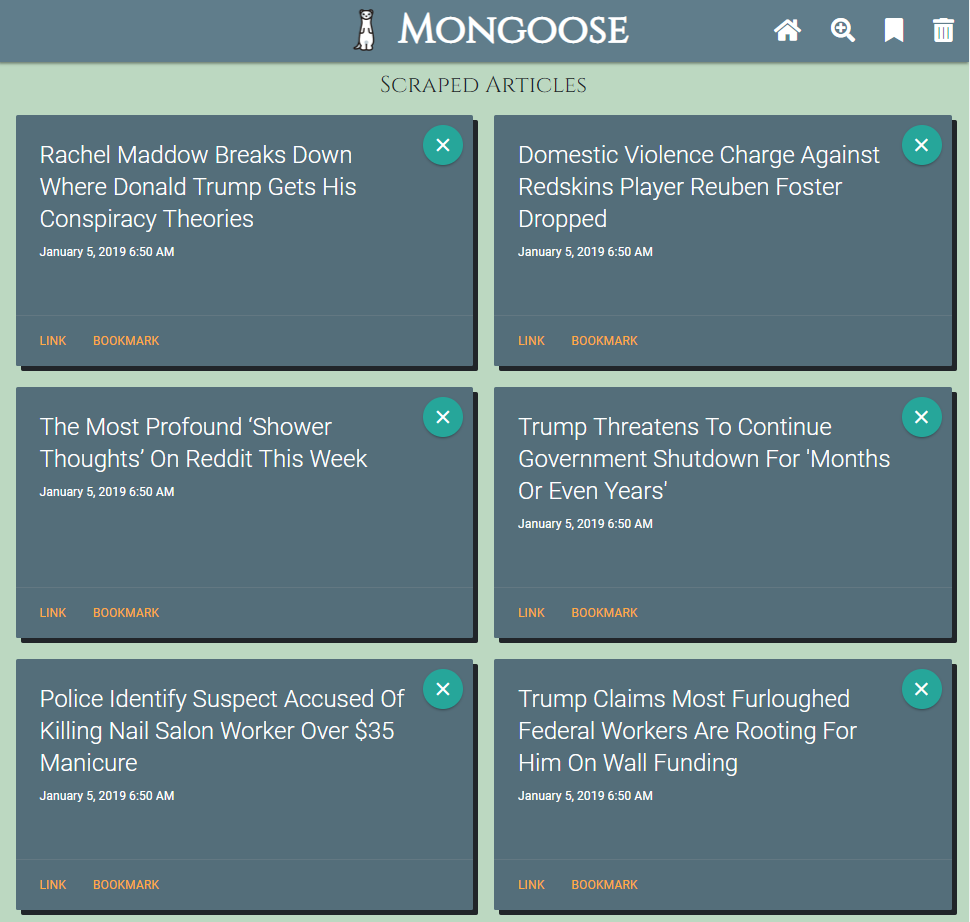 MONGOOSE
SCRAPED ARTICLES
Rachel Maddow Breaks Down
Where Donald Trump Gets His
Conspiracy Theories
January 5, 2019 6:50 AM
LINK BOOKMARK
Domestic Violence Charge Against
Redskins Player Reuben Foster
Dropped
January 5, 2019 6:50 AM
LINK BOOKMARK
The Most Profound ‘Shower
Thoughts’ On Reddit This Week
January 5, 2019 6:50 AM
LINK BOOKMARK
Trump Threatens To Continue
Government Shutdown For 'Months
Or Even Years'
January 5, 2019 6:50 AM
LINK BOOKMARK
Police Identify Suspect Accused Of
Killing Nail Salon Worker Over $35
Manicure
January 5, 2019 6:50 AM
LINK BOOKMARK
Trump Claims Most Furloughed
Federal Workers Are Rooting For
Him On Wall Funding
January 5, 2019 6:50 AM
LINK BOOKMARK